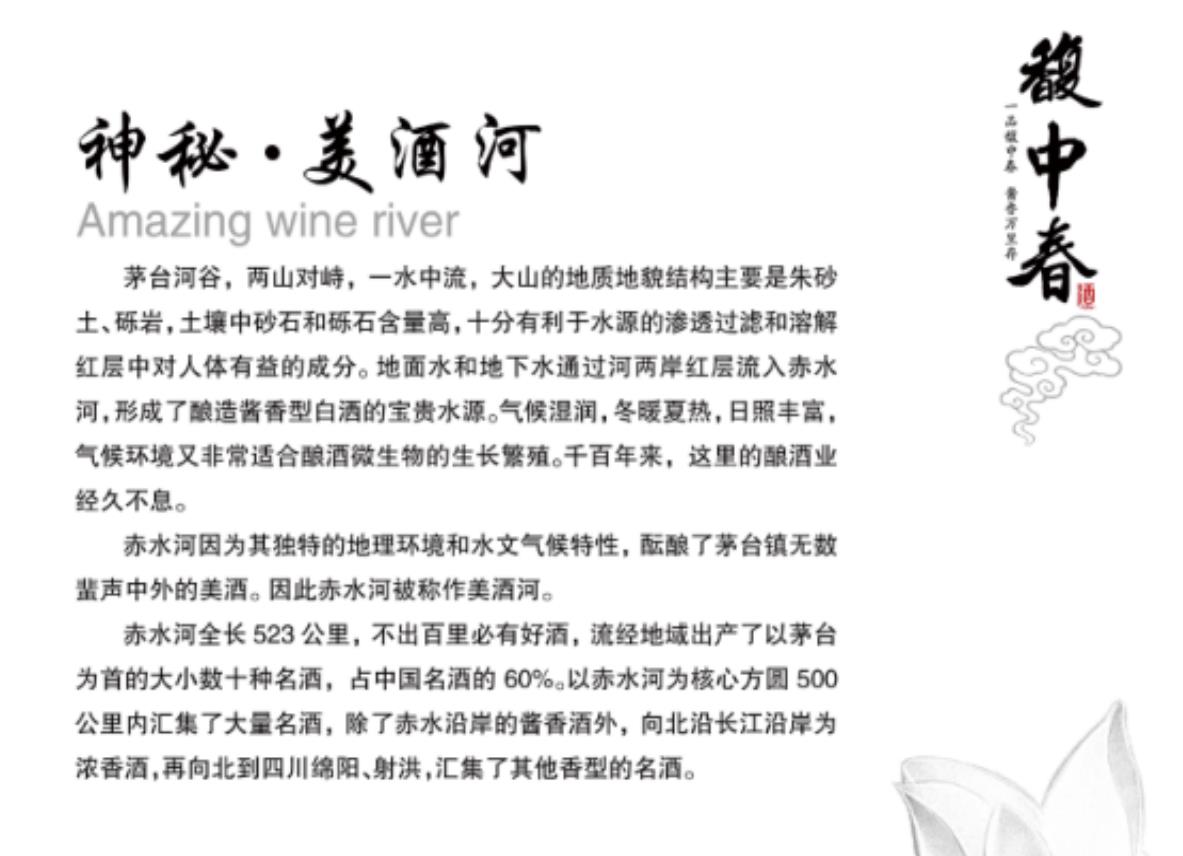 神秘·美酒河
Amazing wine river
茅台河谷，两山对峙，一水中流，大山的地质地貌结构主要是朱砂
土、砾岩，土壤中砂石和砾石含量高，十分有利于水源的渗透过滤和溶解
红层中对人体有益的成分。地面水和地下水通过河两岸红层流入赤水
河，形成了酿造酱香型白酒的宝贵水源。气候湿润，冬暖夏热，日照丰富，
气候环境又非常适合酿酒微生物的生长繁殖。千百年来，这里的酿酒业
经久不息。
赤水河因为其独特的地理环境和水文气候特性，酝酿了茅台镇无数
蜚声中外的美酒。因此赤水河被称作美酒河。
赤水河全长 523 公里，不出百里必有好酒，流经地域出产了以茅台
为首的大小数十种名酒，占中国名酒的 60%。以赤水河为核心方圆 500
公里内汇集了大量名酒，除了赤水沿岸的酱香酒外，向北沿长江沿岸为
浓香酒，再向北到四川绵阳、射洪，汇集了其他香型的名酒。
馥中春
一品馥中春 酱香万里奔
酒